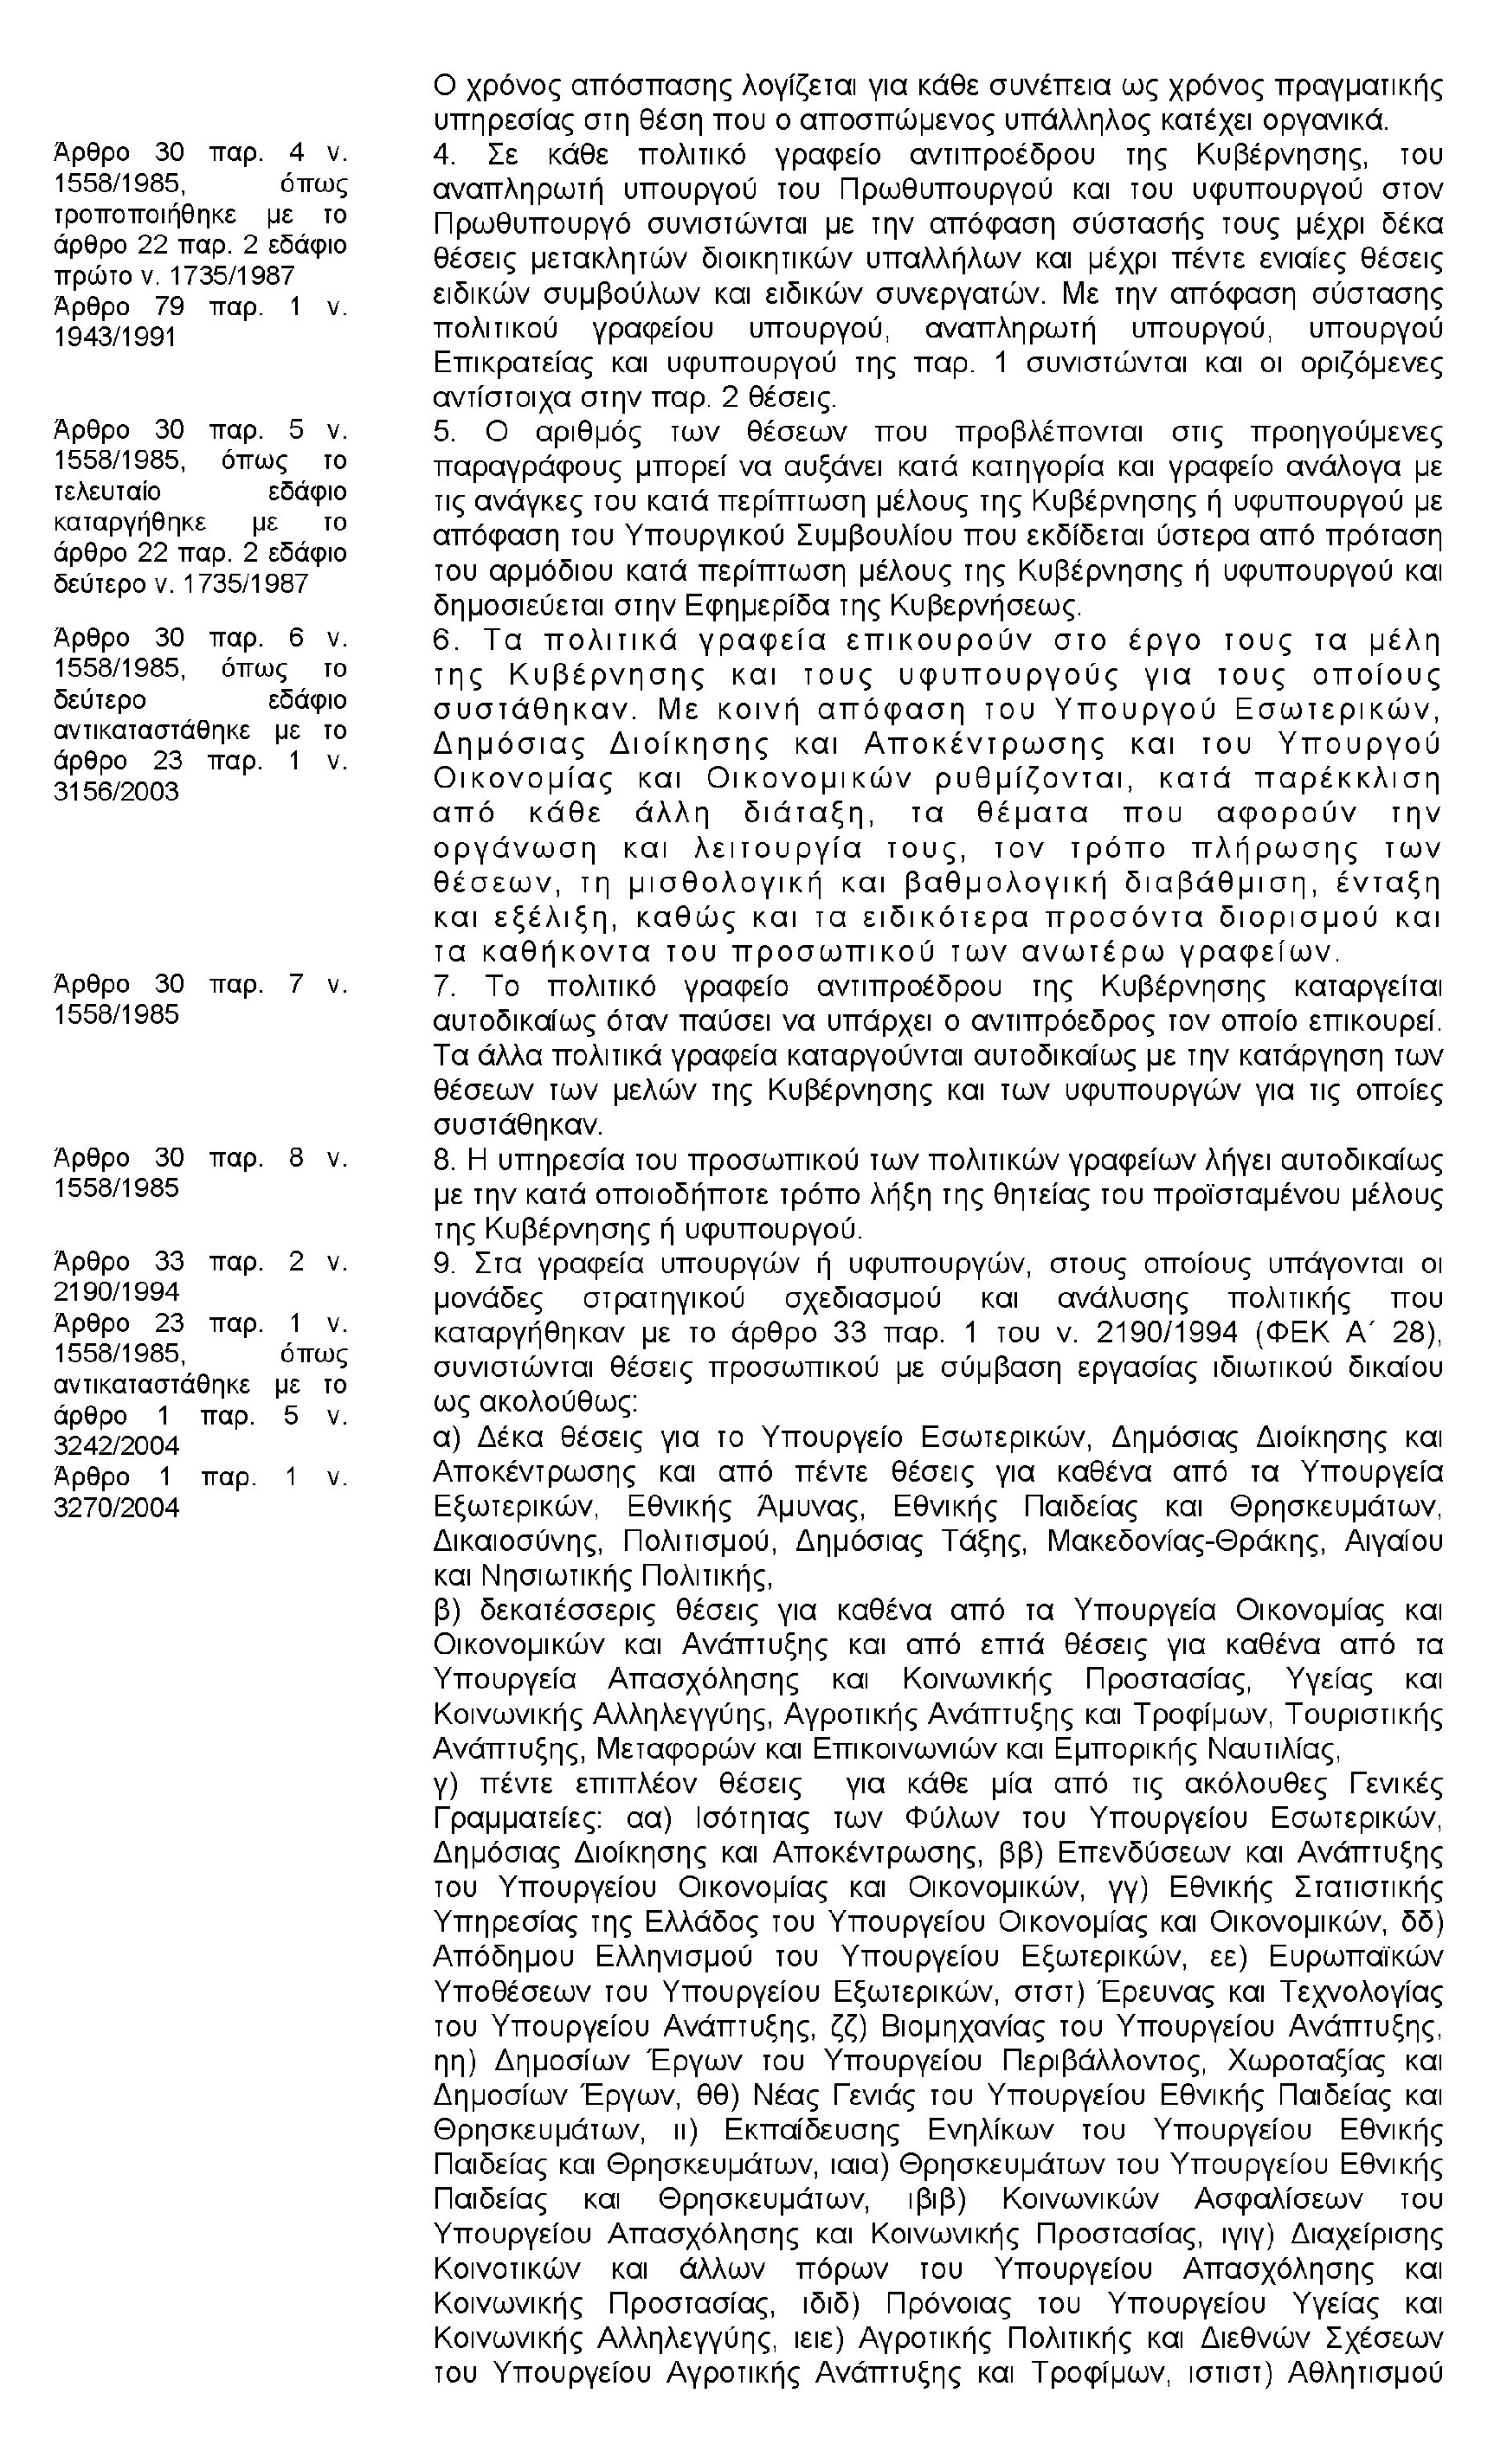 Ο χρόνος απόσπασης λογίζεται για κάθε συνέπεια ως χρόνος πραγματικής
υπηρεσίας στη θέση που ο αποσπώμενος υπάλληλος κατέχει οργανικά.
Άρθρο 30 παρ. 4 ν.
1558/1985, όπως
τροποποιήθηκε με το
άρθρο 22 παρ. 2 εδάφιο
πρώτο ν. 1735/1987
Άρθρο 79 παρ. 1 ν.
1943/1991
4. Σε κάθε πολιτικό γραφείο αντιπροέδρου της Κυβέρνησης, του
αναπληρωτή υπουργού του Πρωθυπουργού και του υφυπουργού στον
Πρωθυπουργό συνιστώνται με την απόφαση σύστασής τους μέχρι δέκα
θέσεις μετακλητών διοικητικών υπαλλήλων και μέχρι πέντε ενιαίες θέσεις
ειδικών συμβούλων και ειδικών συνεργατών. Με την απόφαση σύστασης
πολιτικού γραφείου υπουργού, αναπληρωτή υπουργού, υπουργού
Επικρατείας και υφυπουργού της παρ. 1 συνιστώνται και οι οριζόμενες
αντίστοιχα στην παρ. 2 θέσεις.
Άρθρο 30 παρ. 5 ν.
1558/1985, όπως το
τελευταίο εδάφιο
καταργήθηκε με το
άρθρο 22 παρ. 2 εδάφιο
δεύτερο ν. 1735/1987
5. Ο αριθμός των θέσεων που προβλέπονται στις προηγούμενες
παραγράφους μπορεί να αυξάνει κατά κατηγορία και γραφείο ανάλογα με
τις ανάγκες του κατά περίπτωση μέλους της Κυβέρνησης ή υφυπουργού με
απόφαση του Υπουργικού Συμβουλίου που εκδίδεται ύστερα από πρόταση
του αρμόδιου κατά περίπτωση μέλους της Κυβέρνησης ή υφυπουργού και
δημοσιεύεται στην Εφημερίδα της Κυβερνήσεως.
Άρθρο 30 παρ. 6 ν.
1558/1985, όπως το
δεύτερο εδάφιο
αντικαταστάθηκε με το
άρθρο 23 παρ. 1 ν.
3156/2003
6. Τα πολιτικά γραφεία επικουρούν στο έργο τους τα μέλη
της Κυβέρνησης και τους υφυπουργούς για τους οποίους
συστάθηκαν. Με κοινή απόφαση του Υπουργού Εσωτερικών,
Δημόσιας Διοίκησης και Αποκέντρωσης και του Υπουργού
Οικονομίας και Οικονομικών ρυθμίζονται, κατά παρέκκλιση
από κάθε άλλη διάταξη, τα θέματα που αφορούν την
οργάνωση και λειτουργία τους, τον τρόπο πλήρωσης των
θέσεων, τη μισθολογική και βαθμολογική διαβάθμιση, ένταξη
και εξέλιξη, καθώς και τα ειδικότερα προσόντα διορισμού και
τα καθήκοντα του προσωπικού των ανωτέρω γραφείων.
Άρθρο 30 παρ. 7 ν.
1558/1985
7. Το πολιτικό γραφείο αντιπροέδρου της Κυβέρνησης καταργείται
αυτοδικαίως όταν παύσει να υπάρχει ο αντιπρόεδρος τον οποίο επικουρεί.
Τα άλλα πολιτικά γραφεία καταργούνται αυτοδικαίως με την κατάργηση των
θέσεων των μελών της Κυβέρνησης και των υφυπουργών για τις οποίες
συστάθηκαν.
Άρθρο 30 παρ. 8 ν.
1558/1985
8. Η υπηρεσία του προσωπικού των πολιτικών γραφείων λήγει αυτοδικαίως
με την κατά οποιοδήποτε τρόπο λήξη της θητείας του προϊσταμένου μέλους
της Κυβέρνησης ή υφυπουργού.
Άρθρο 33 παρ. 2 ν.
2190/1994
Άρθρο 23 παρ. 1 ν.
1558/1985, όπως
αντικαταστάθηκε με το
άρθρο 1 παρ. 5 ν.
3242/2004
Άρθρο 1 παρ. 1 ν.
3270/2004
9. Στα γραφεία υπουργών ή υφυπουργών, στους οποίους υπάγονται οι
μονάδες στρατηγικού σχεδιασμού και ανάλυσης πολιτικής που
καταργήθηκαν με το άρθρο 33 παρ. 1 του ν. 2190/1994 (ΦΕΚ Α΄ 28),
συνιστώνται θέσεις προσωπικού με σύμβαση εργασίας ιδιωτικού δικαίου
ως ακολούθως:
α) Δέκα θέσεις για το Υπουργείο Εσωτερικών, Δημόσιας Διοίκησης και
Αποκέντρωσης και από πέντε θέσεις για καθένα από τα Υπουργεία
Εξωτερικών, Εθνικής Άμυνας, Εθνικής Παιδείας και Θρησκευμάτων,
Δικαιοσύνης, Πολιτισμού, Δημόσιας Τάξης, Μακεδονίας-Θράκης, Αιγαίου
και Νησιωτικής Πολιτικής,
β) δεκατέσσερις θέσεις για καθένα από τα Υπουργεία Οικονομίας και
Οικονομικών και Ανάπτυξης και από επτά θέσεις για καθένα από τα
Υπουργεία Απασχόλησης και Κοινωνικής Προστασίας, Υγείας και
Κοινωνικής Αλληλεγγύης, Αγροτικής Ανάπτυξης και Τροφίμων, Τουριστικής
Ανάπτυξης, Μεταφορών και Επικοινωνιών και Εμπορικής Ναυτιλίας,
γ) πέντε επιπλέον θέσεις για κάθε μία από τις ακόλουθες Γενικές
Γραμματείες: αα) Ισότητας των Φύλων του Υπουργείου Εσωτερικών,
Δημόσιας Διοίκησης και Αποκέντρωσης, ββ) Επενδύσεων και Ανάπτυξης
του Υπουργείου Οικονομίας και Οικονομικών, γγ) Εθνικής Στατιστικής
Υπηρεσίας της Ελλάδος του Υπουργείου Οικονομίας και Οικονομικών, δδ)
Απόδημου Ελληνισμού του Υπουργείου Εξωτερικών, εε) Ευρωπαϊκών
Υποθέσεων του Υπουργείου Εξωτερικών, στστ) Έρευνας και Τεχνολογίας
του Υπουργείου Ανάπτυξης, ζζ) Βιομηχανίας του Υπουργείου Ανάπτυξης,
ηη) Δημοσίων Έργων του Υπουργείου Περιβάλλοντος, Χωροταξίας και
Δημοσίων Έργων, θθ) Νέας Γενιάς του Υπουργείου Εθνικής Παιδείας και
Θρησκευμάτων, ιι) Εκπαίδευσης Ενηλίκων του Υπουργείου Εθνικής
Παιδείας και Θρησκευμάτων, ιαια) Θρησκευμάτων του Υπουργείου Εθνικής
Παιδείας και Θρησκευμάτων, ιβιβ) Κοινωνικών Ασφαλίσεων του
Υπουργείου Απασχόλησης και Κοινωνικής Προστασίας, ιγιγ) Διαχείρισης
Κοινοτικών και άλλων πόρων του Υπουργείου Απασχόλησης και
Κοινωνικής Προστασίας, ιδιδ) Πρόνοιας του Υπουργείου Υγείας και
Κοινωνικής Αλληλεγγύης, ιειε) Αγροτικής Πολιτικής και Διεθνών Σχέσεων
του Υπουργείου Αγροτικής Ανάπτυξης και Τροφίμων, ιστιστ) Αθλητισμού